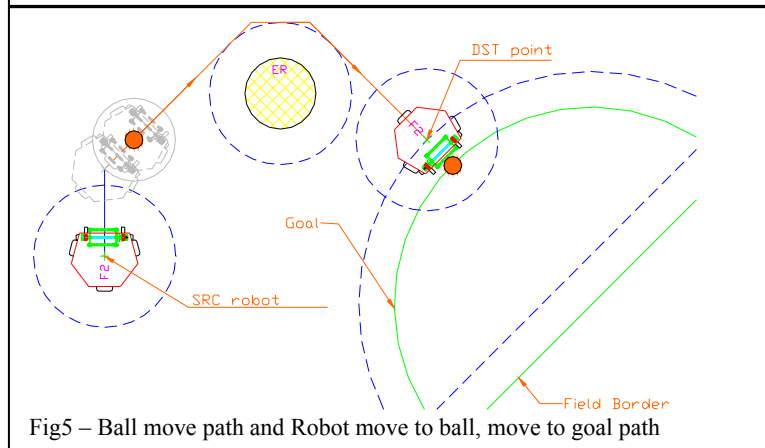 DST point
ER
F2
Goal
F2
SRC robot
Field Border
Fig5 – Ball move path and Robot move to ball, move to goal path